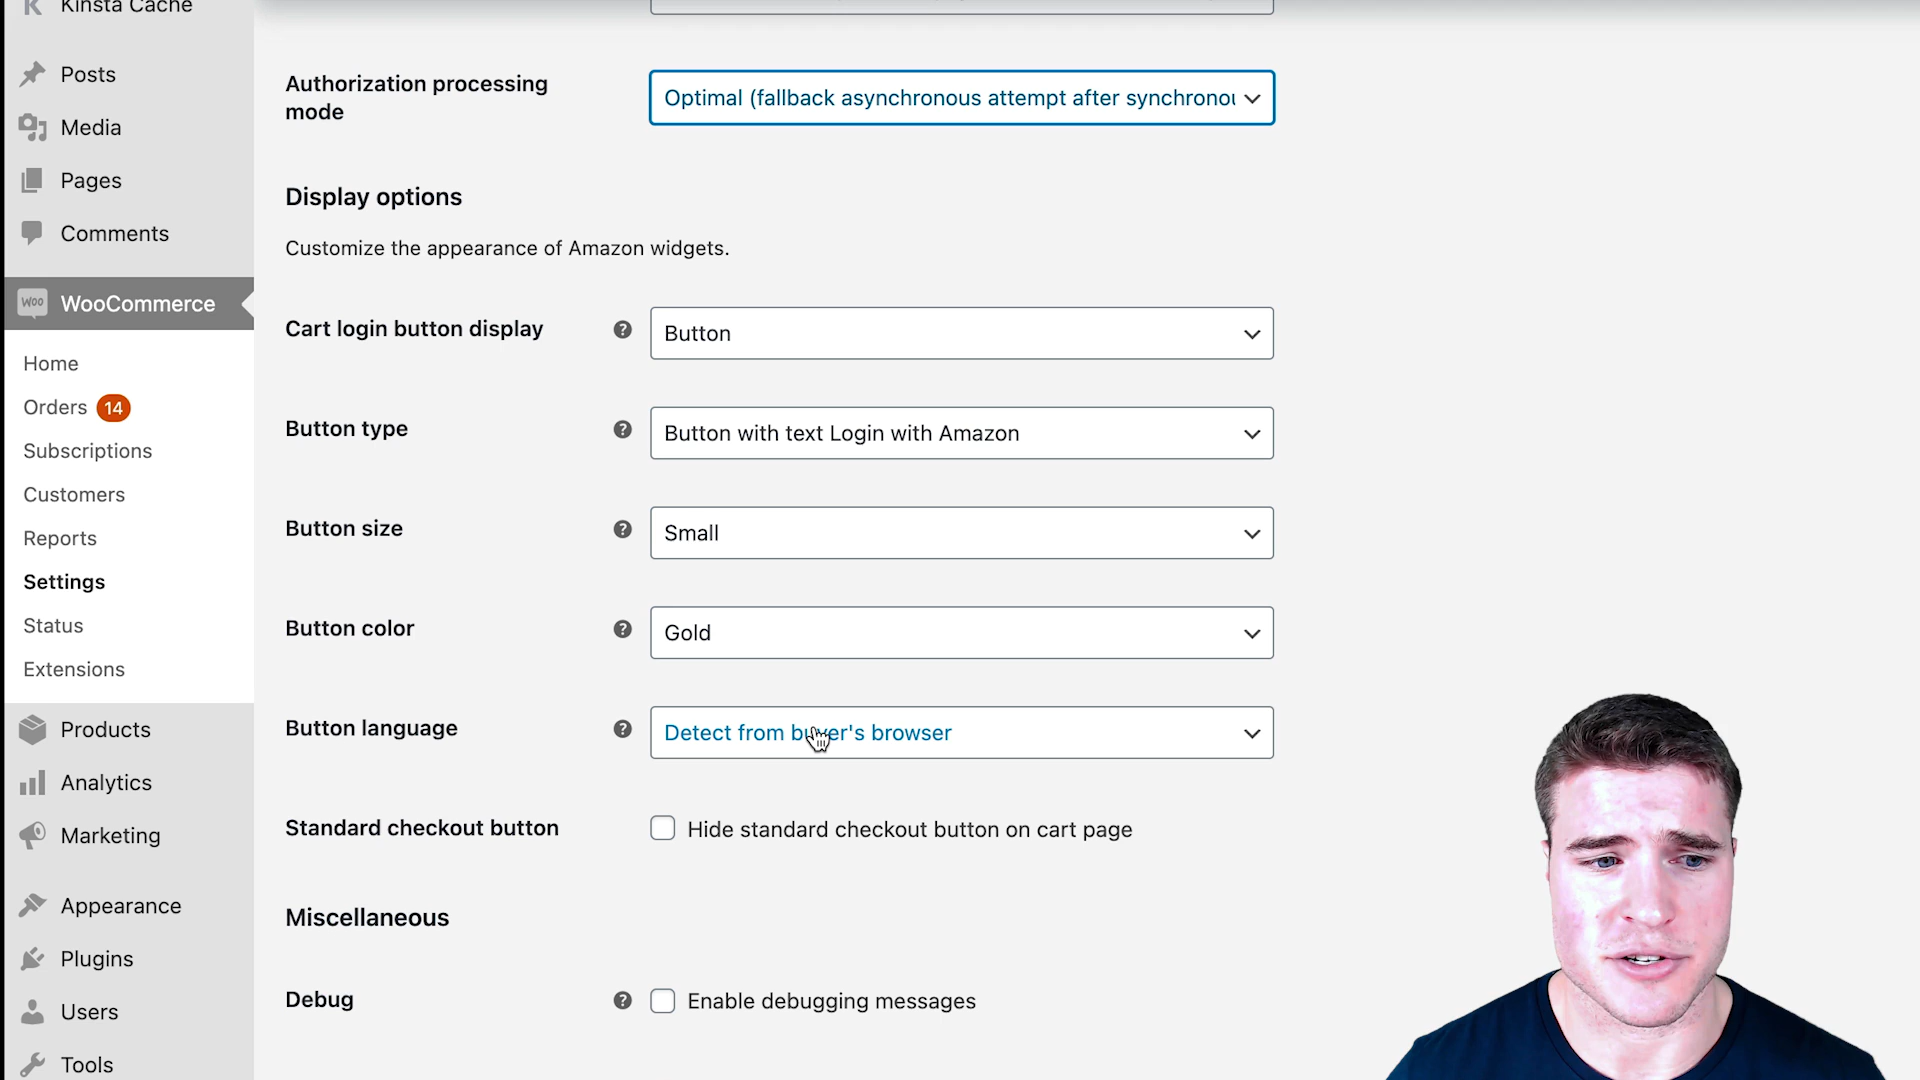 Kinsta Cache
Posts
Media
Pages
Comments
Woo WooCommerce
Home
Orders 14
Subscriptions
Customers
Reports
Settings
Status
Extensions
Products
Analytics
Marketing
Appearance
Plugins
Users
Tools
Authorization processing
mode
Optimal (fallback asynchronous attempt after synchronou
Display options
Customize the appearance of Amazon widgets.
Cart login button display
Button
Button type
Button with text Login with Amazon
Button size
Small
Button color
Gold
Button language
Detect from buyer's browser
Standard checkout button
Hide standard checkout button on cart page
Miscellaneous
Debug
Enable debugging messages